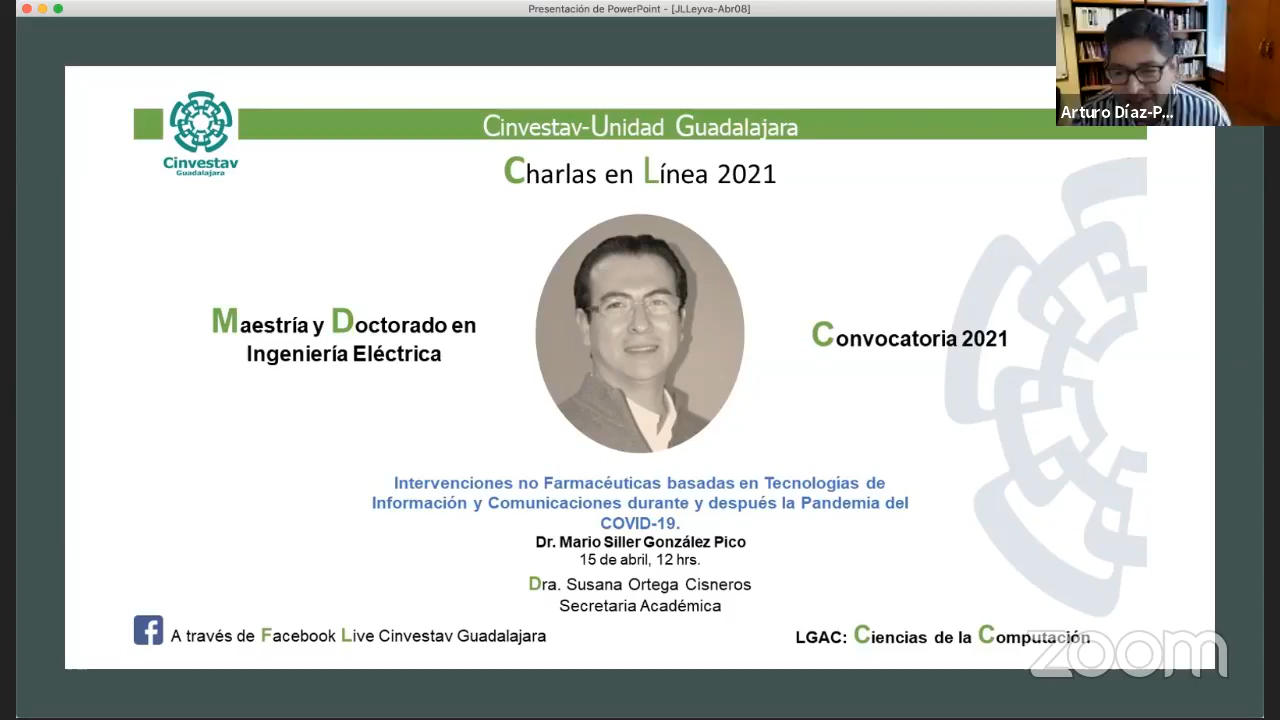 Presentación de PowerPoint - [JLLeyva-Abr08]
Arturo Díaz-P...
Cinvestav-Unidad Guadalajara
Cinvestav
Guadalajara
Charlas en Línea 2021
Maestría y Doctorado en
Ingeniería Eléctrica
Convocatoria 2021
Intervenciones no Farmacéuticas basadas en Tecnologías de
Información y Comunicaciones durante y después la Pandemia del
COVID-19.
Dr. Mario Siller González Pico
15 de abril, 12 hrs.
Dra. Susana Ortega Cisneros
Secretaria Académica
A través de Facebook Live Cinvestav Guadalajara
LGAC: Ciencias de la Computación
zoom